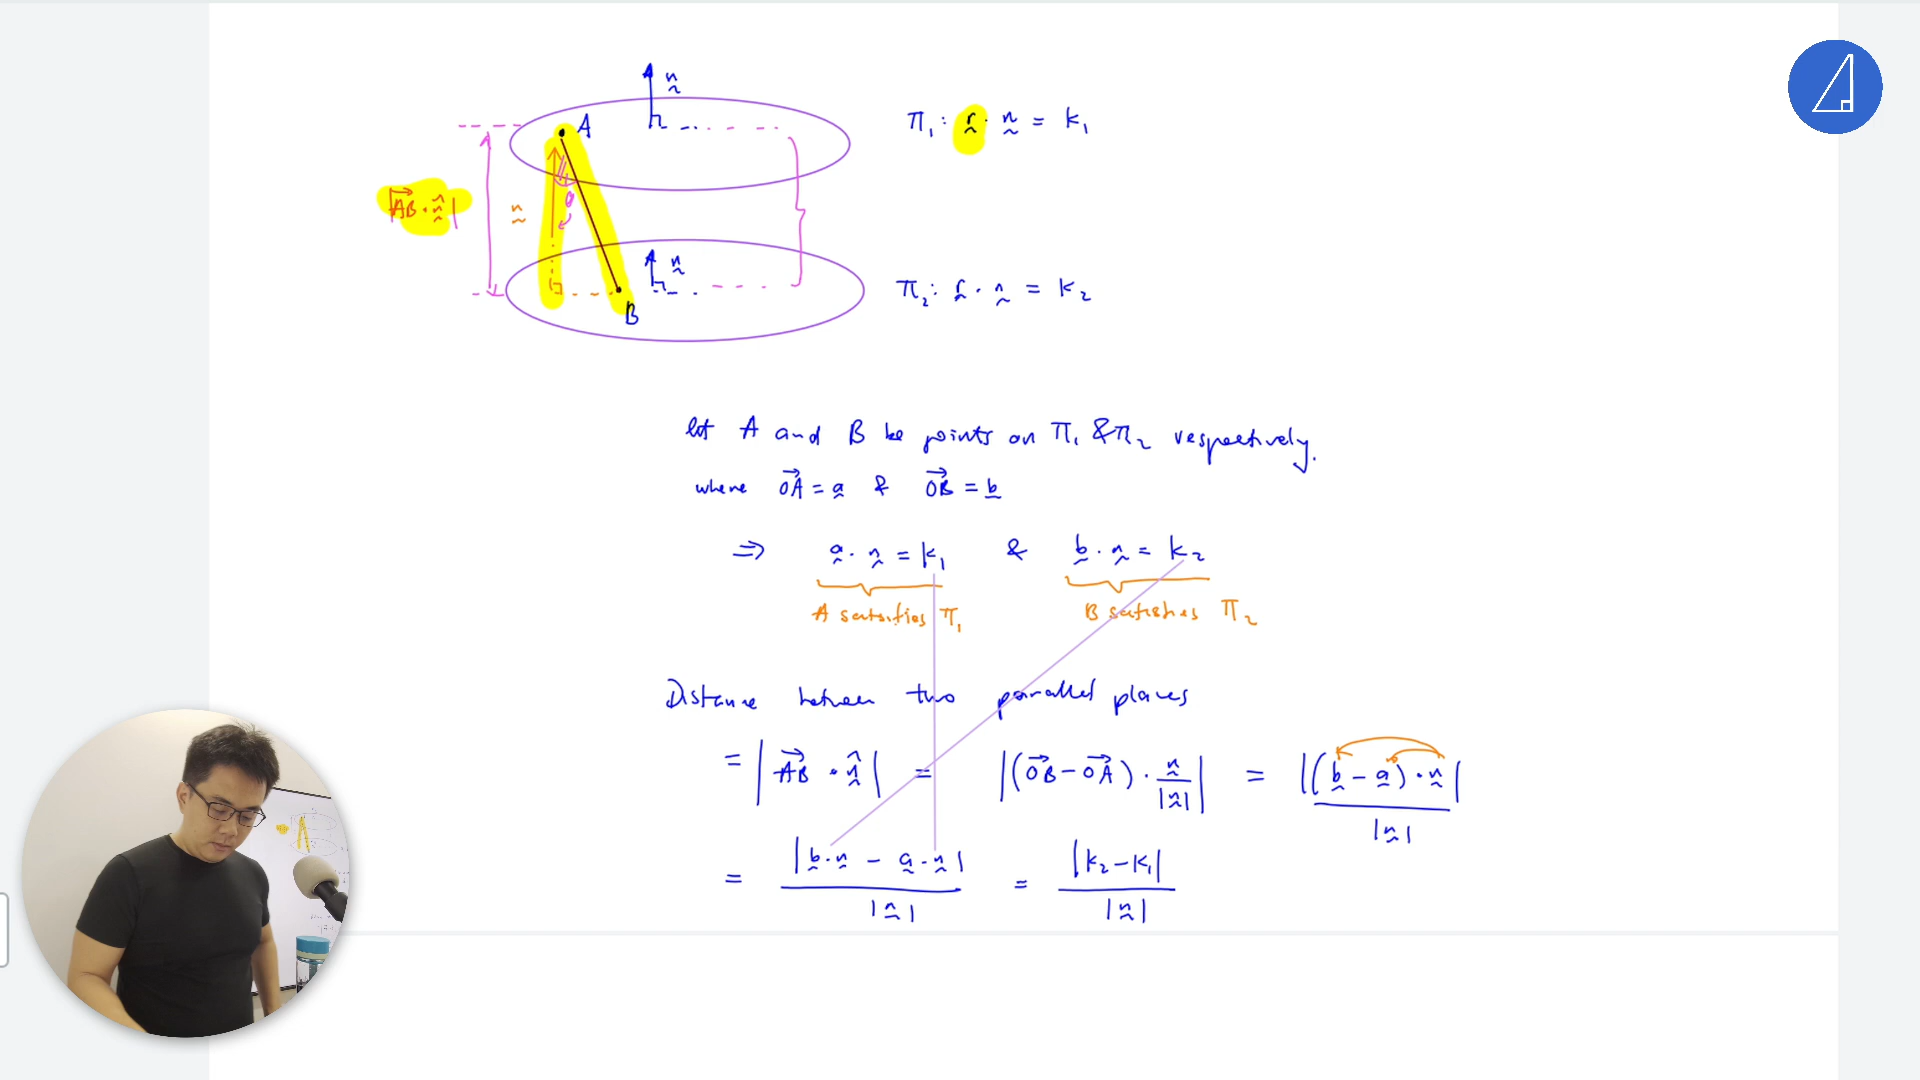 n
A
π₁: r · n = k₁
|AB · n̂|
n
θ
n
B
π₂: r · n = k₂
let A and B be points on π₁ & π₂ respectively.
where OA = a & OB = b
⇒ a · n = k₁ & b · n = k₂
A satisfies π₁ B satisfies π₂
Distance between two parallel planes
= |AB · n̂| = |(OB − OA) · n/|n|| = |(b − a) · n|/|n|
= |b · n − a · n|/|n| = |k₂ − k₁|/|n|